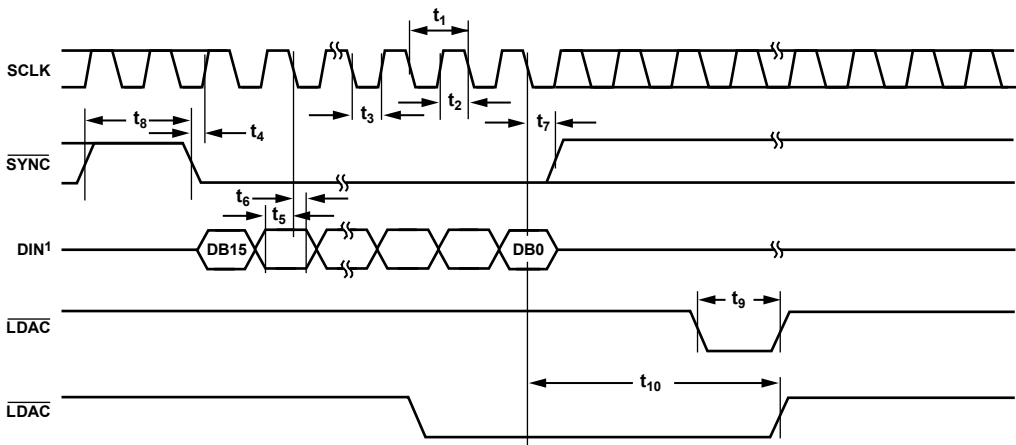 t1
SCLK
t2
t3
t8
t4
t7
SYNC
t6
t5
DIN1
DB15
DB0
t9
LDAC
t10
LDAC